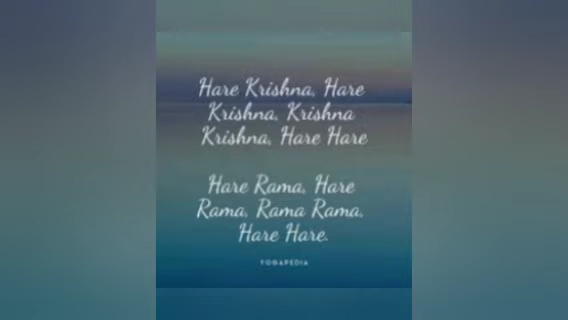 Hare Krishna, Hare
Krishna, Krishna
Krishna, Hare Hare
Hare Rama, Hare
Rama, Rama Rama,
Hare Hare.
YOGAPEDIA